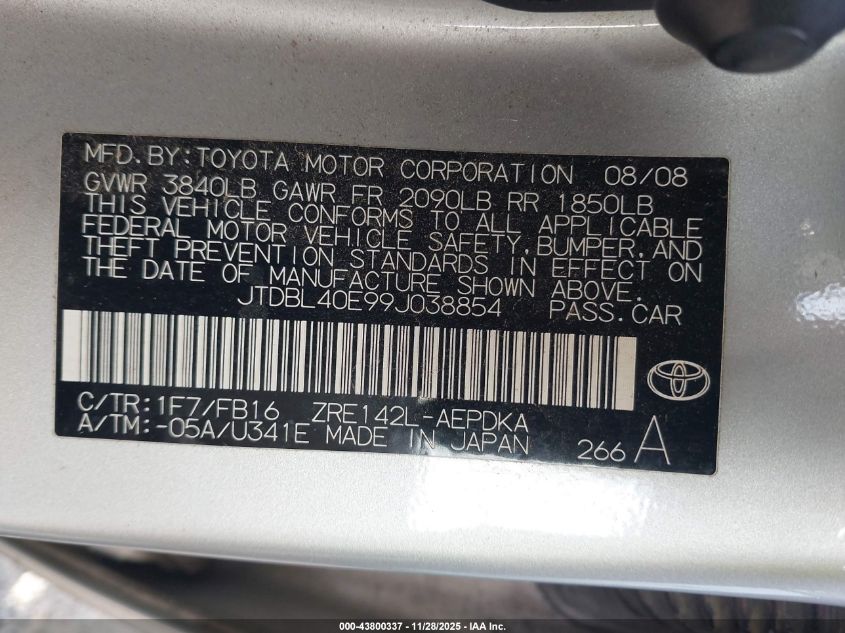 MFD. BY: TOYOTA MOTOR CORPORATION 08/08
GVWR 3840LB GAWR FR 2090LB RR 1850LB
THIS VEHICLE CONFORMS TO ALL APPLICABLE
FEDERAL MOTOR VEHICLE SAFETY, BUMPER, AND
THEFT PREVENTION STANDARDS IN EFFECT ON
THE DATE OF MANUFACTURE SHOWN ABOVE.
JTDBL40E99J038854 PASS. CAR
C/TR: 1F7/FB16 ZRE142L-AEPDKA
A/TM: -05A/U341E MADE IN JAPAN 266 A
000-43800337 | 11/28/2025 - IAA Inc.